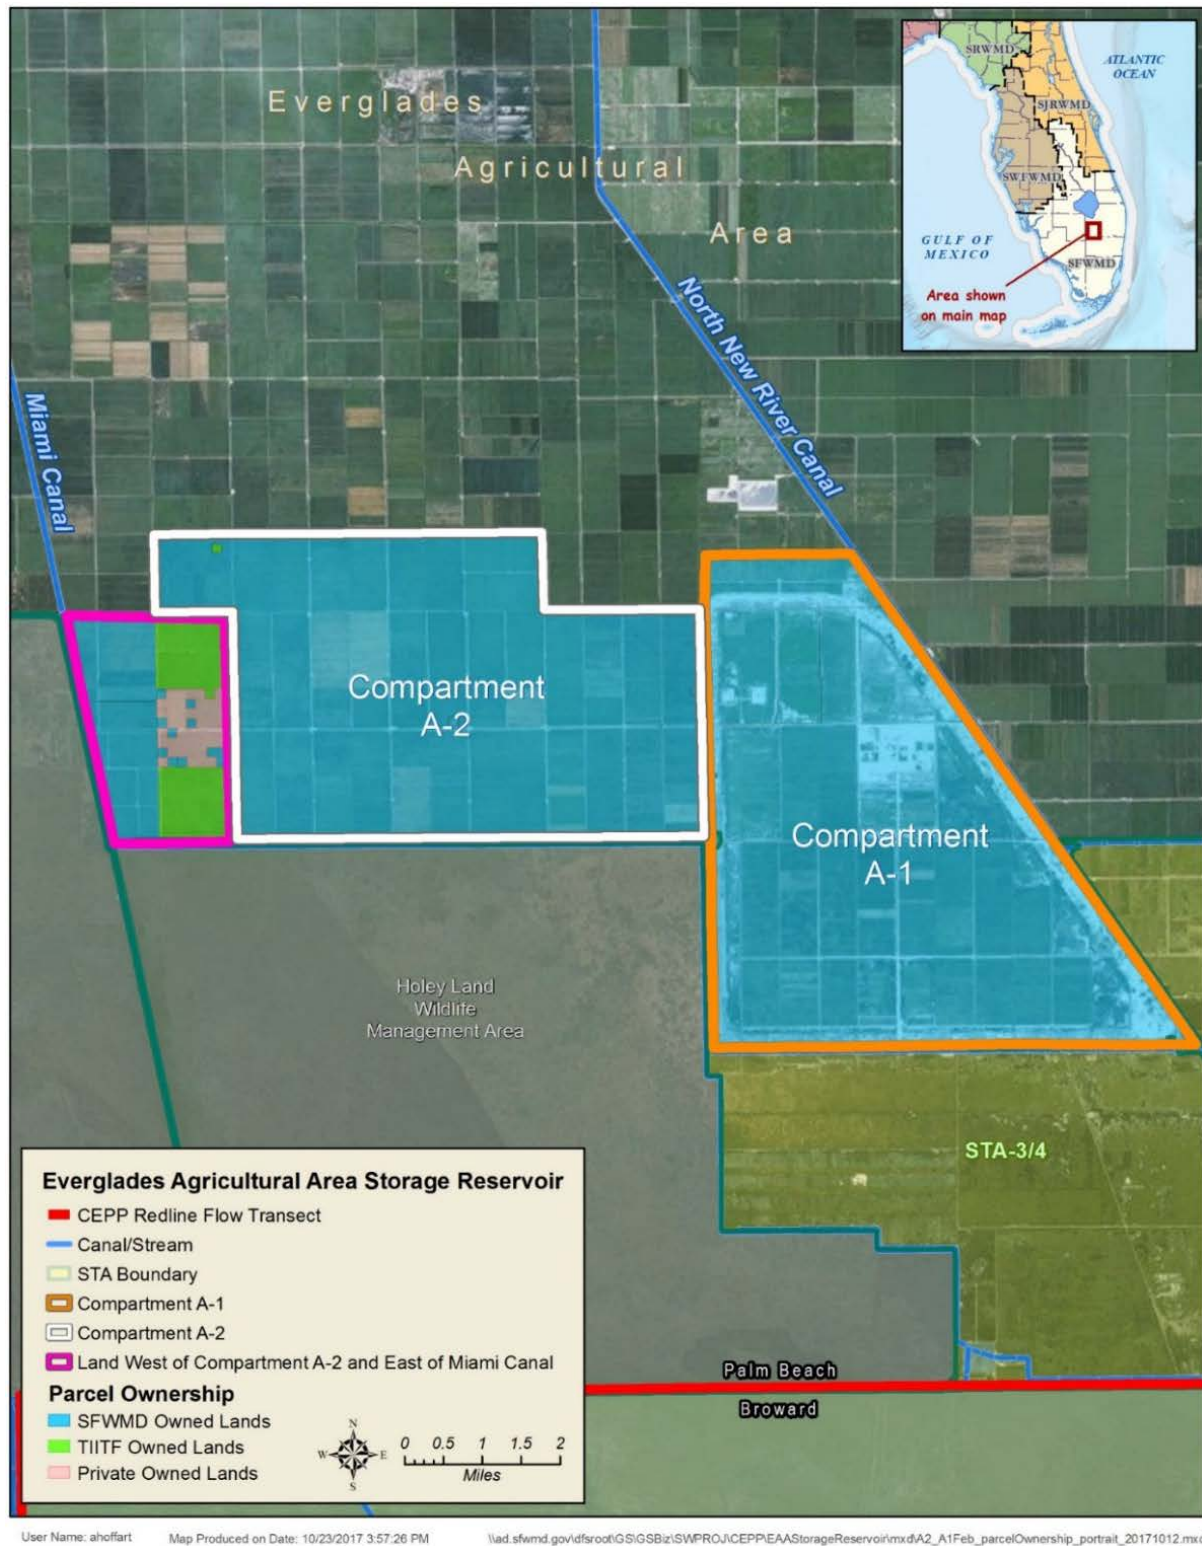 Everglades
Agricultural
Area
SRWMD
ATLANTIC
OCEAN
SJRWMD
SWFWMD
GULF OF
MEXICO
SFWMD
Area shown
on main map
North New River Canal
Miami Canal
Compartment
A-2
Compartment
A-1
Holey Land
Wildlife
Management Area
STA-3/4
Everglades Agricultural Area Storage Reservoir
CEPP Redline Flow Transect
Canal/Stream
STA Boundary
Compartment A-1
Compartment A-2
Land West of Compartment A-2 and East of Miami Canal
Parcel Ownership
SFWMD Owned Lands
TIITF Owned Lands
Private Owned Lands
N
W E
S
0 0.5 1 1.5 2
Miles
Palm Beach
Broward
User Name: ahoffart Map Produced on Date: 10/23/2017 3:57:26 PM \\ad.sfwmd.gov\dfsroot\GS\GSBiz\SWPROJ\CEPP\EAAStorageReservoir\mxd\A2_A1Feb_parcelOwnership_portrait_20171012.mxd